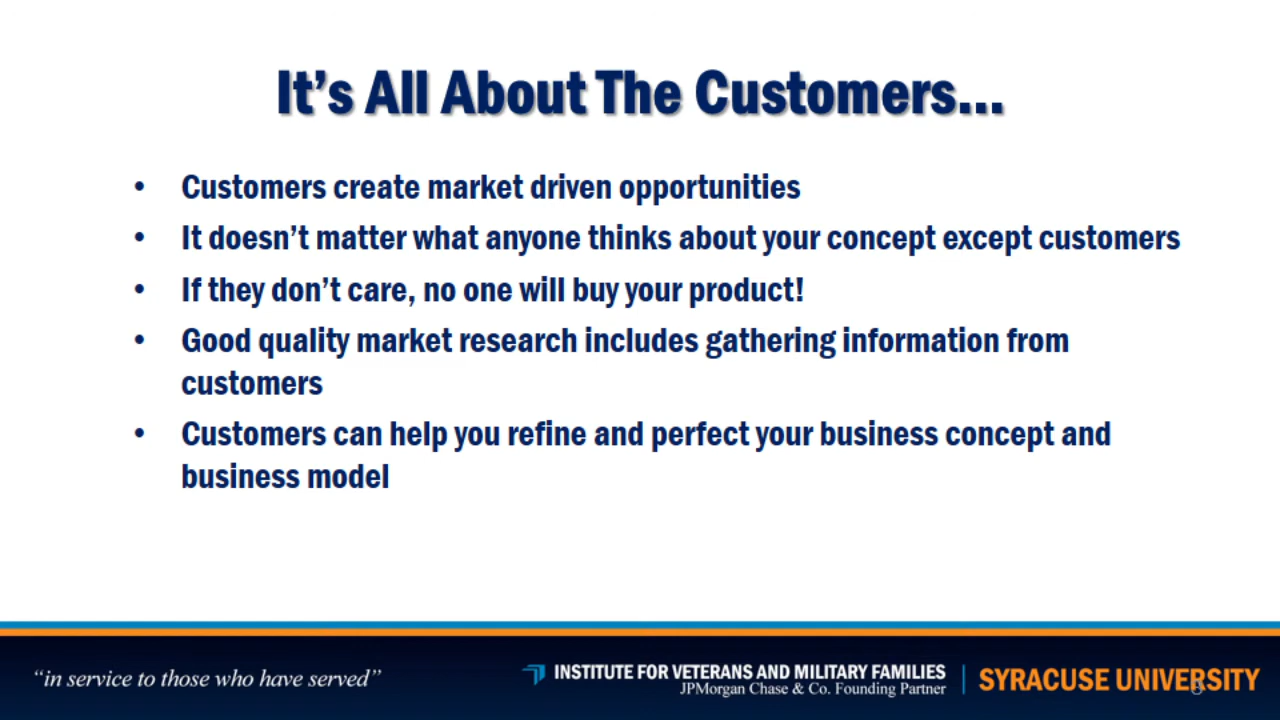 It’s All About The Customers...
• Customers create market driven opportunities
• It doesn’t matter what anyone thinks about your concept except customers
• If they don’t care, no one will buy your product!
• Good quality market research includes gathering information from
customers
• Customers can help you refine and perfect your business concept and
business model
“in service to those who have served”
INSTITUTE FOR VETERANS AND MILITARY FAMILIES
JPMorgan Chase & Co. Founding Partner
SYRACUSE UNIVERSITY